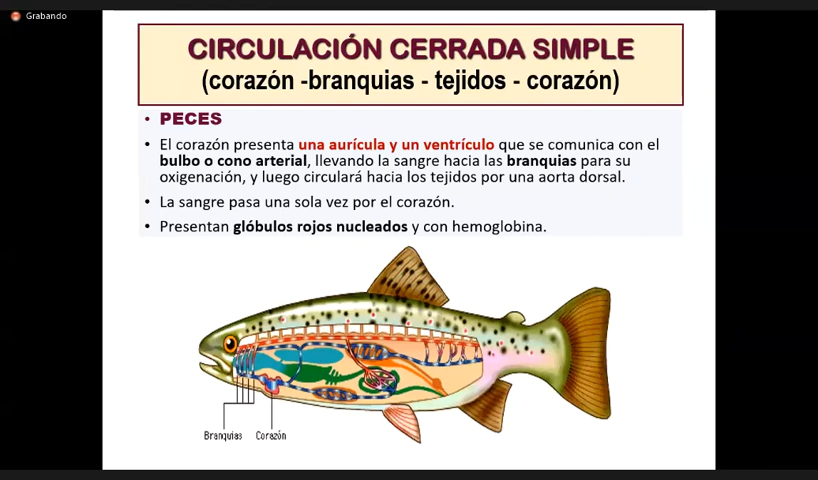 Grabando
CIRCULACIÓN CERRADA SIMPLE
(corazón -branquias - tejidos - corazón)
• PECES
• El corazón presenta una aurícula y un ventrículo que se comunica con el
bulbo o cono arterial, llevando la sangre hacia las branquias para su
oxigenación, y luego circulará hacia los tejidos por una aorta dorsal.
• La sangre pasa una sola vez por el corazón.
• Presentan glóbulos rojos nucleados y con hemoglobina.
Branquias Corazón